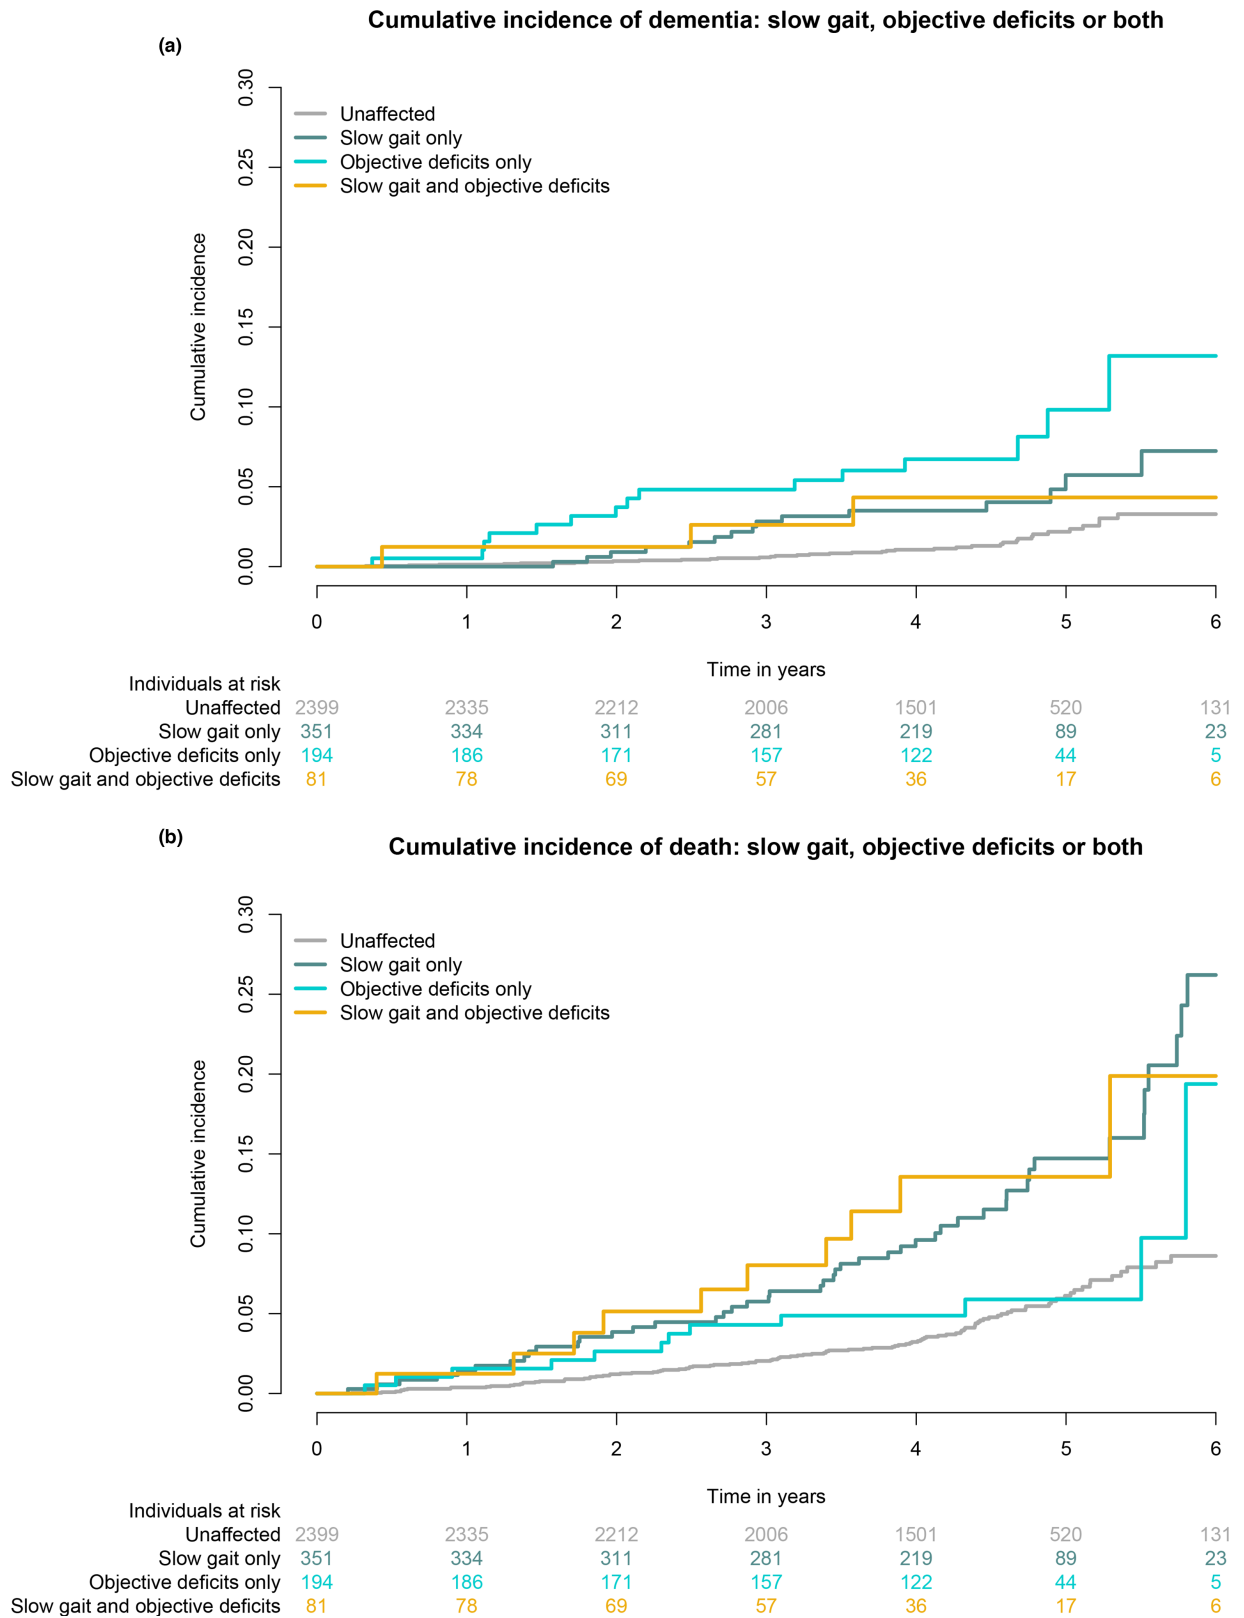 Cumulative incidence of dementia: slow gait, objective deficits or both
(a)
0.30
0.25
0.20
0.15
0.10
0.05
0.00
Cumulative incidence
Unaffected
Slow gait only
Objective deficits only
Slow gait and objective deficits
0 1 2 3 4 5 6
Time in years
Individuals at risk
Unaffected 2399 2335 2212 2006 1501 520 131
Slow gait only 351 334 311 281 219 89 23
Objective deficits only 194 186 171 157 122 44 5
Slow gait and objective deficits 81 78 69 57 36 17 6
(b)
Cumulative incidence of death: slow gait, objective deficits or both
0.30
0.25
0.20
0.15
0.10
0.05
0.00
Cumulative incidence
Unaffected
Slow gait only
Objective deficits only
Slow gait and objective deficits
0 1 2 3 4 5 6
Time in years
Individuals at risk
Unaffected 2399 2335 2212 2006 1501 520 131
Slow gait only 351 334 311 281 219 89 23
Objective deficits only 194 186 171 157 122 44 5
Slow gait and objective deficits 81 78 69 57 36 17 6